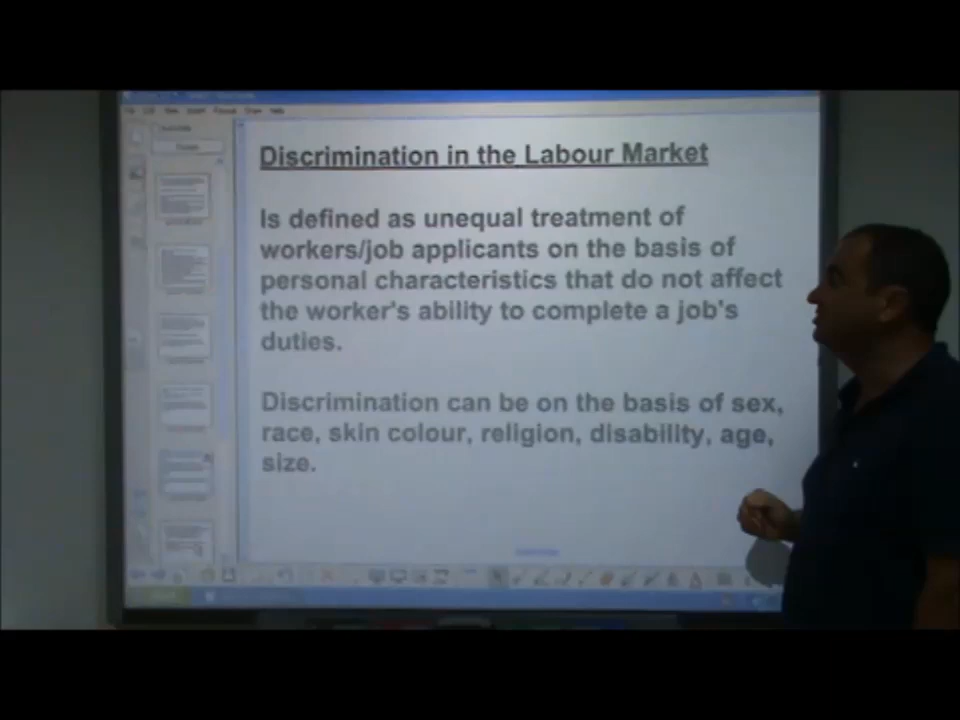 Discrimination in the Labour Market
Is defined as unequal treatment of
workers/job applicants on the basis of
personal characteristics that do not affect
the worker's ability to complete a job's
duties.
Discrimination can be on the basis of sex,
race, skin colour, religion, disability, age,
size.